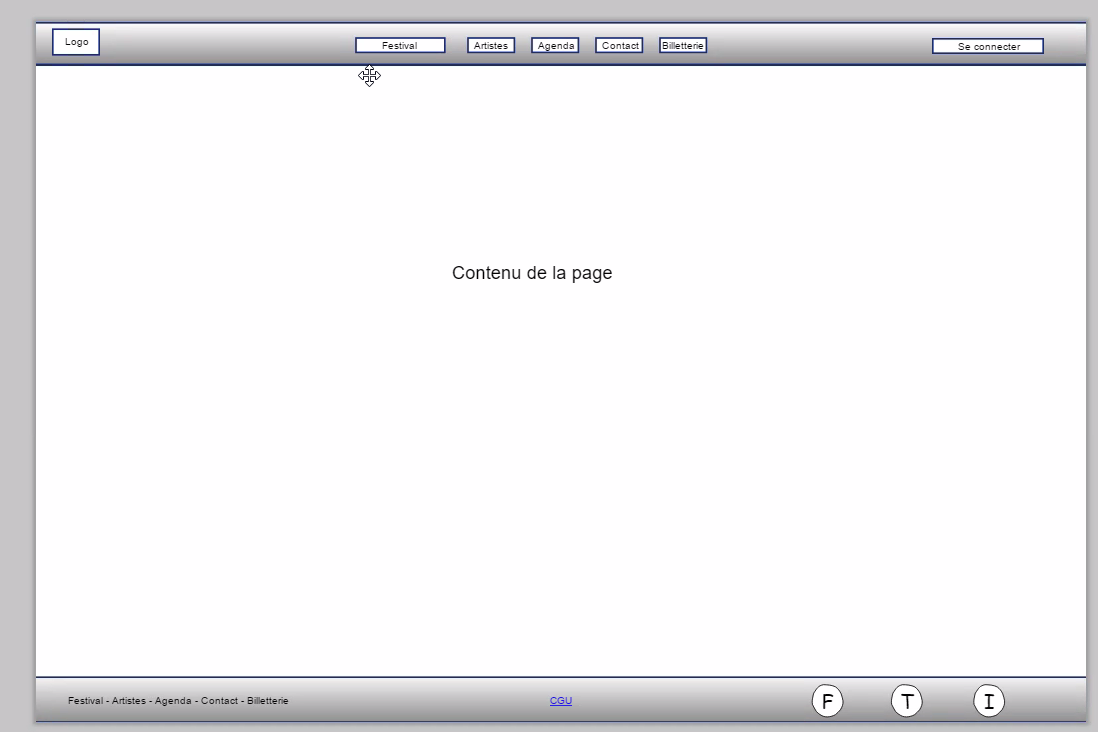 Logo
Festival
Artistes
Agenda
Contact
Billetterie
Se connecter
Contenu de la page
Festival - Artistes - Agenda - Contact - Billetterie
CGU
F
T
I